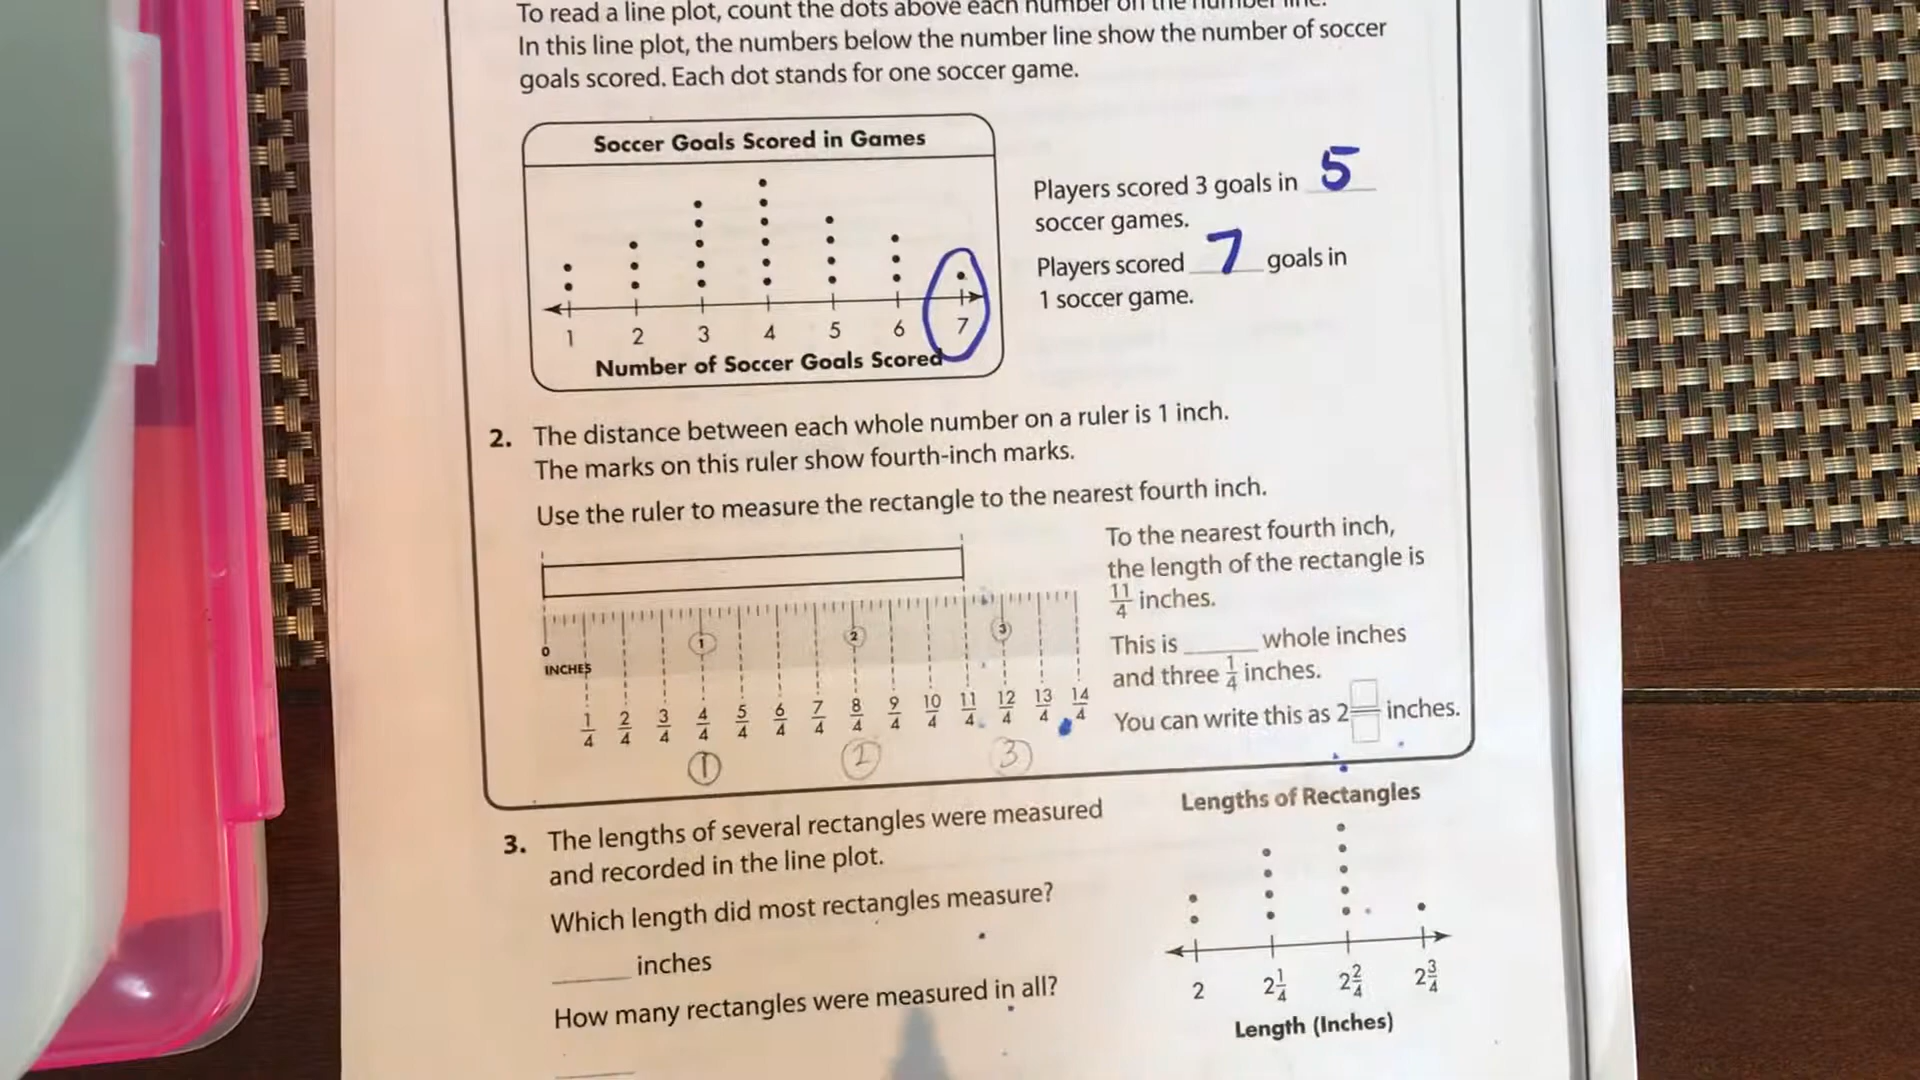 To read a line plot, count the dots above each number on the number line.
In this line plot, the numbers below the number line show the number of soccer
goals scored. Each dot stands for one soccer game.
Soccer Goals Scored in Games
1 2 3 4 5 6 7
Number of Soccer Goals Scored
Players scored 3 goals in 5
soccer games.
Players scored 7 goals in
1 soccer game.
2. The distance between each whole number on a ruler is 1 inch.
The marks on this ruler show fourth-inch marks.
Use the ruler to measure the rectangle to the nearest fourth inch.
0 1 2 3
INCHES
1/4 2/4 3/4 4/4 5/4 6/4 7/4 8/4 9/4 10/4 11/4 12/4 13/4 14/4
1 2 3
To the nearest fourth inch,
the length of the rectangle is
11/4 inches.
This is _____ whole inches
and three 1/4 inches.
You can write this as 2 □/□ inches.
3. The lengths of several rectangles were measured
and recorded in the line plot.
Which length did most rectangles measure?
_____ inches
How many rectangles were measured in all?
_____
Lengths of Rectangles
2 2 1/4 2 2/4 2 3/4
Length (Inches)